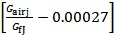 [G_airj / G_fJ − 0.00027]